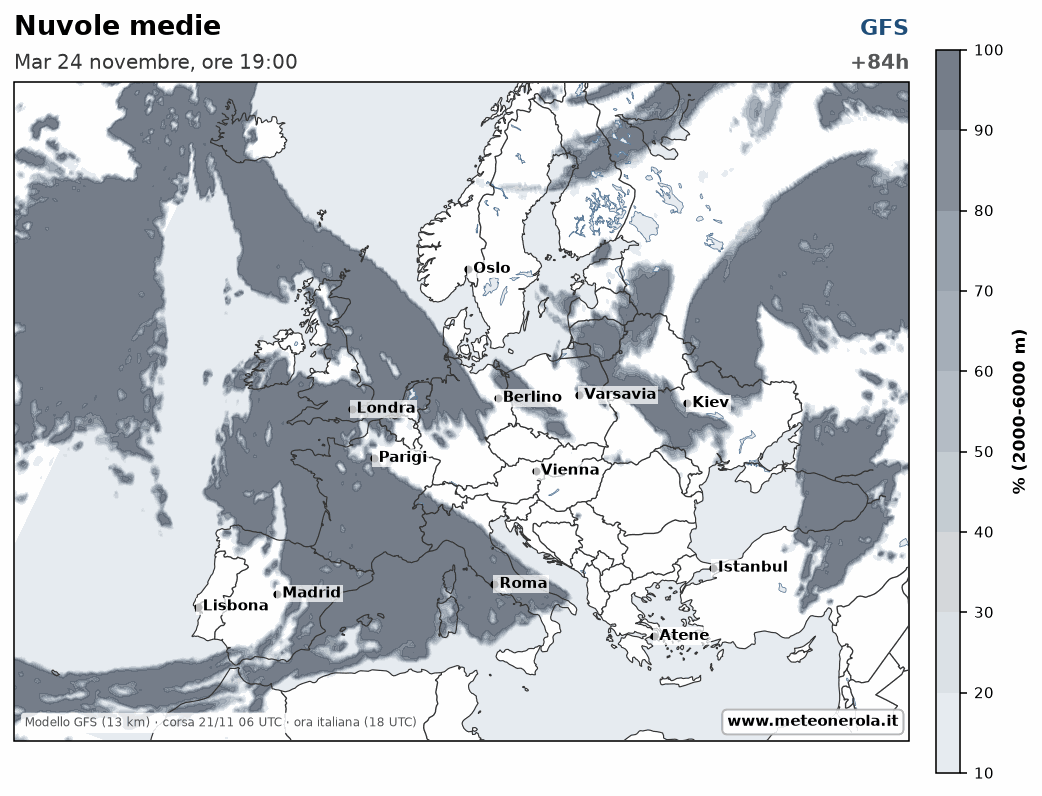 Nuvole medie
GFS
Mar 24 novembre, ore 19:00
+84h
100
90
80
70
60
50
40
30
20
10
% (2000-6000 m)
Oslo
Londra
Berlino
Varsavia
Kiev
Parigi
Vienna
Istanbul
Roma
Madrid
Lisbona
Atene
Modello GFS (13 km) · corsa 21/11 06 UTC · ora italiana (18 UTC)
www.meteonerola.it